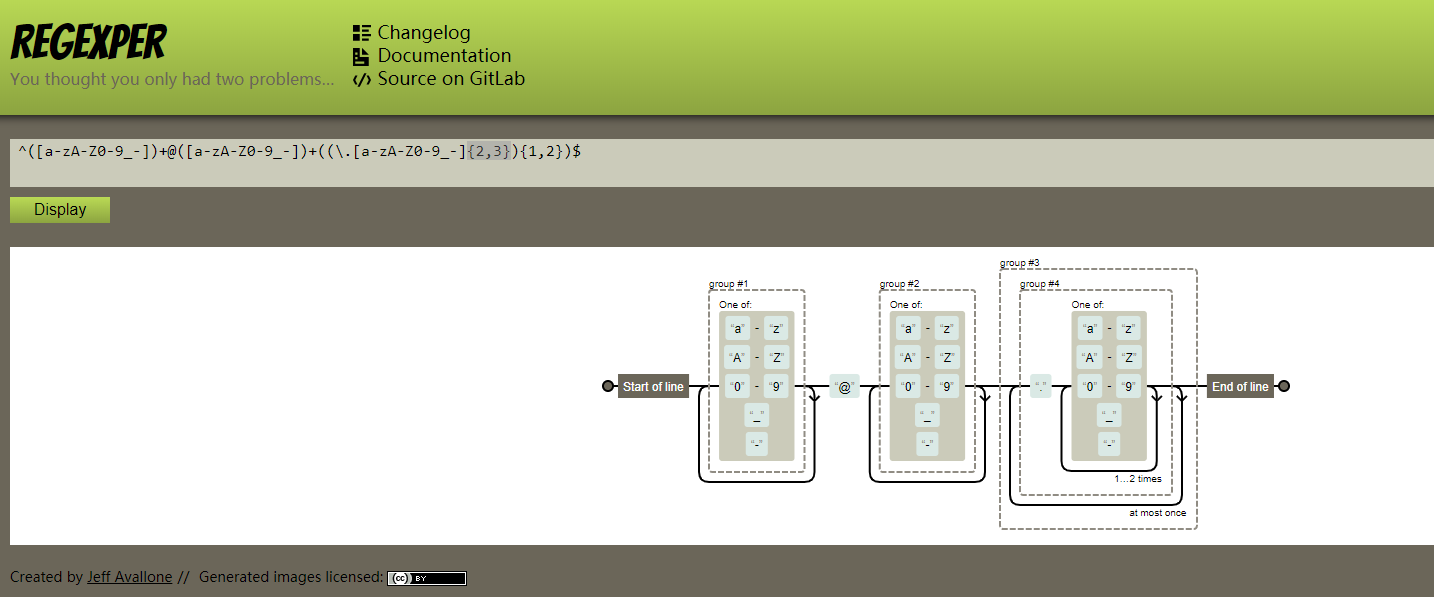 REGEXPER
You thought you only had two problems...
Changelog
Documentation
Source on GitLab
^([a-zA-Z0-9_-])+@([a-zA-Z0-9_-])+((\.[a-zA-Z0-9_-]{2,3}){1,2})$
Display
group #1
One of:
“a” - “z”
“A” - “Z”
“0” - “9”
“_”
“-”
Start of line
“@”
group #2
One of:
“a” - “z”
“A” - “Z”
“0” - “9”
“_”
“-”
group #3
group #4
“.”
One of:
“a” - “z”
“A” - “Z”
“0” - “9”
“_”
“-”
1...2 times
at most once
End of line
Created by Jeff Avallone // Generated images licensed: (cc) BY